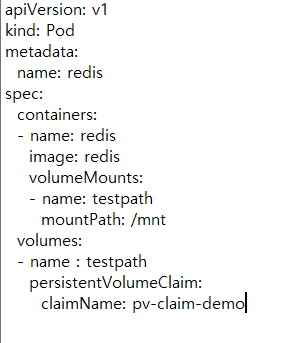 apiVersion: v1
kind: Pod
metadata:
  name: redis
spec:
  containers:
  - name: redis
    image: redis
    volumeMounts:
    - name: testpath
      mountPath: /mnt
  volumes:
  - name : testpath
    persistentVolumeClaim:
      claimName: pv-claim-demo